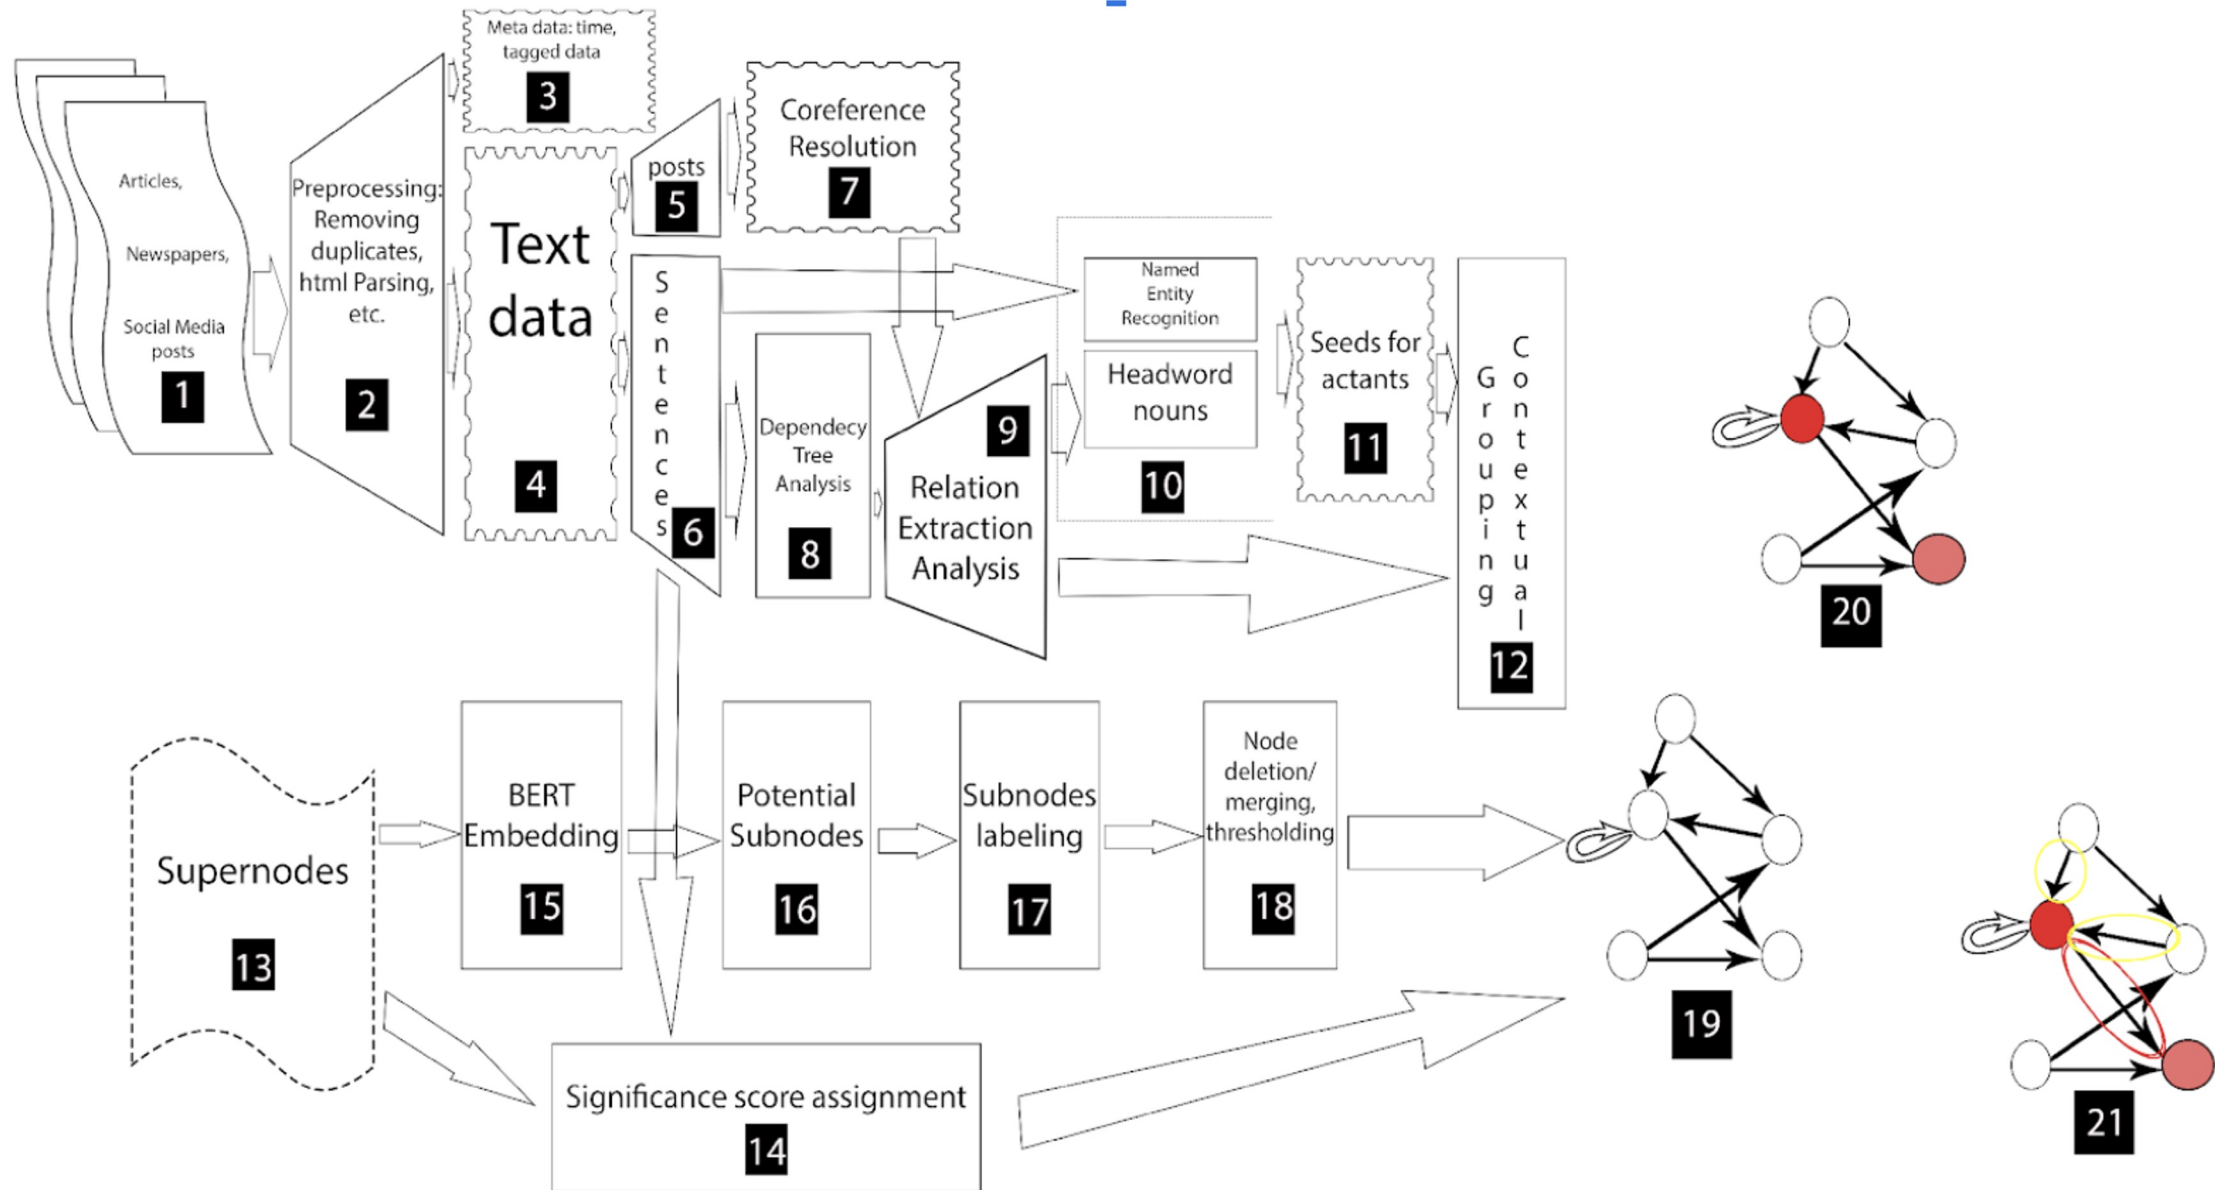 Articles,
Newspapers,
Social Media
posts
1
Preprocessing:
Removing
duplicates,
html Parsing,
etc.
2
Meta data: time,
tagged data
3
Text
data
4
posts
5
Sentences
6
Coreference
Resolution
7
Dependecy
Tree
Analysis
8
9
Relation
Extraction
Analysis
Named
Entity
Recognition
Headword
nouns
10
Seeds for
actants
11
Grouping
Contextual
12
Supernodes
13
Significance score assignment
14
BERT
Embedding
15
Potential
Subnodes
16
Subnodes
labeling
17
Node
deletion/
merging,
thresholding
18
19
20
21